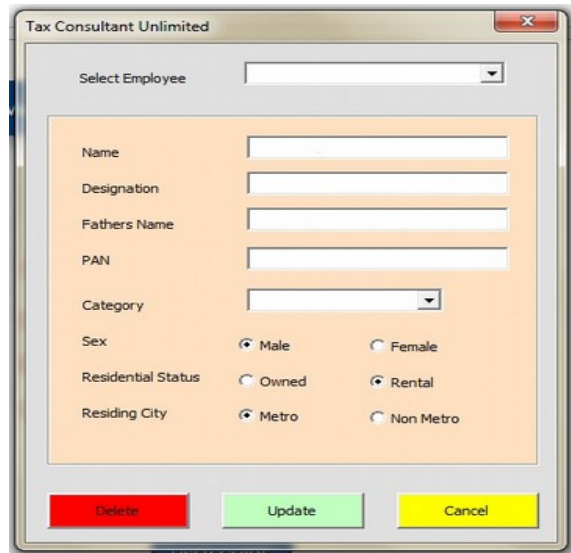 Tax Consultant Unlimited
Select Employee
Name
Designation
Fathers Name
PAN
Category
Sex Male Female
Residential Status Owned Rental
Residing City Metro Non Metro
Delete Update Cancel